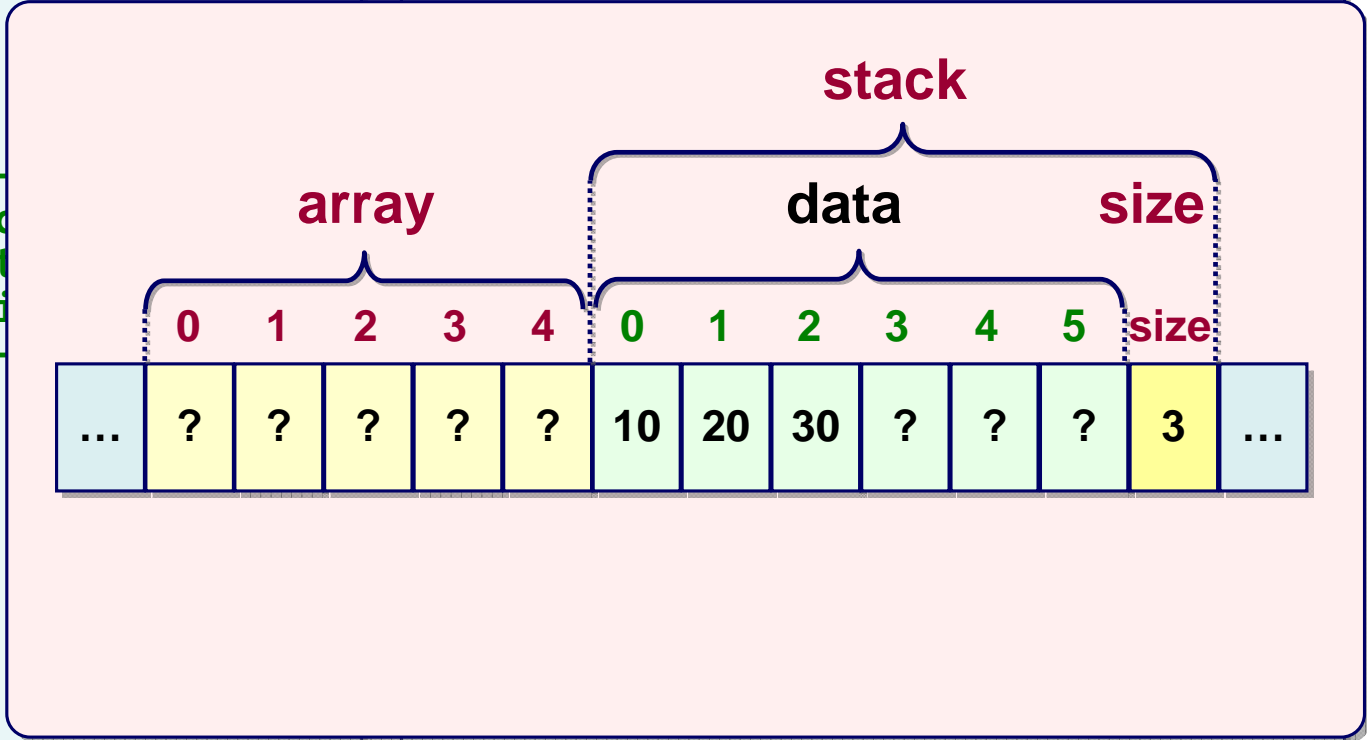 stack
array data size
0 1 2 3 4 0 1 2 3 4 5 size
... ? ? ? ? ? 10 20 30 ? ? ? 3 ...